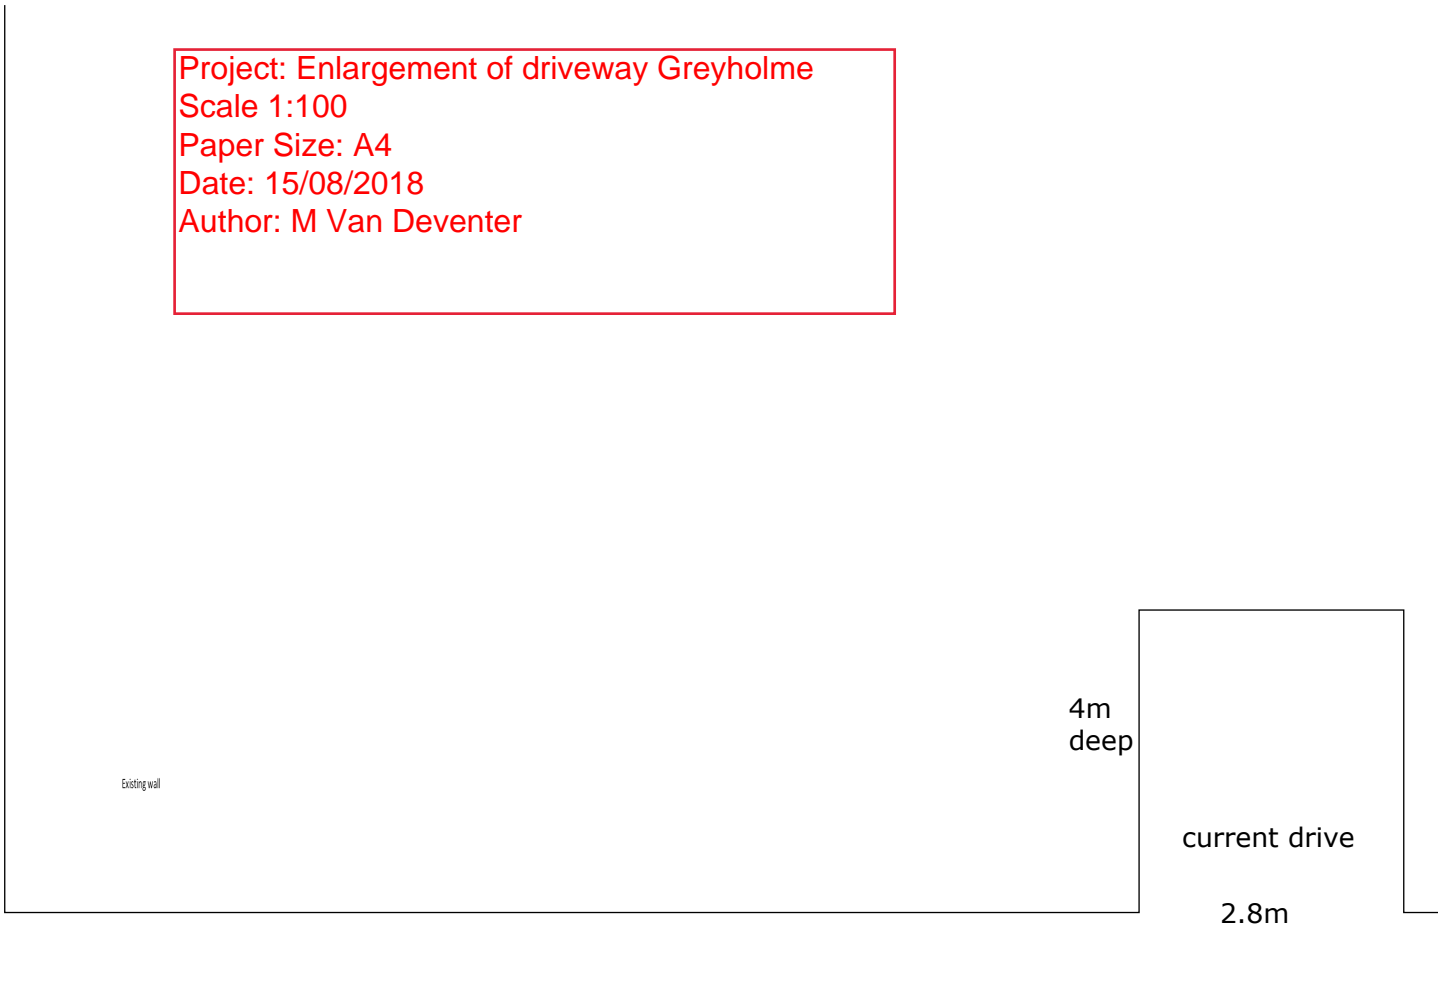 Project: Enlargement of driveway Greyholme
Scale 1:100
Paper Size: A4
Date: 15/08/2018
Author: M Van Deventer
4m
deep
Existing wall
current drive
2.8m